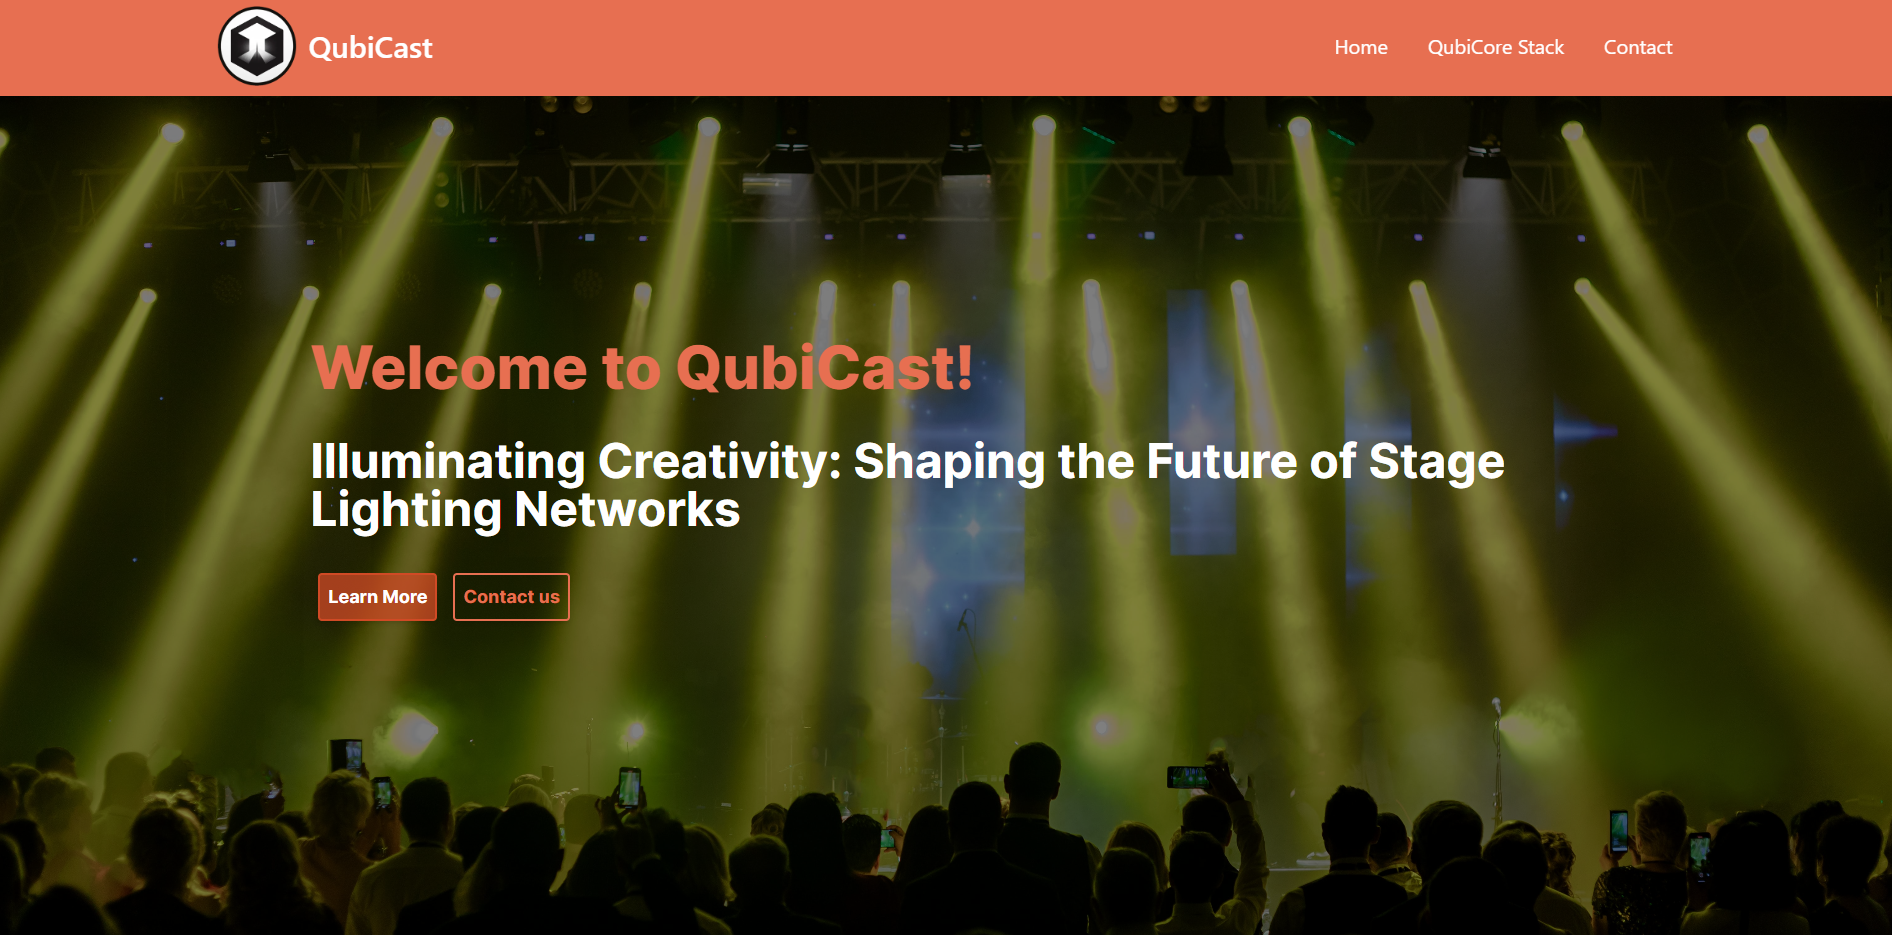 QubiCast
Home
QubiCore Stack
Contact
Welcome to QubiCast!
Illuminating Creativity: Shaping the Future of Stage
Lighting Networks
Learn More
Contact us